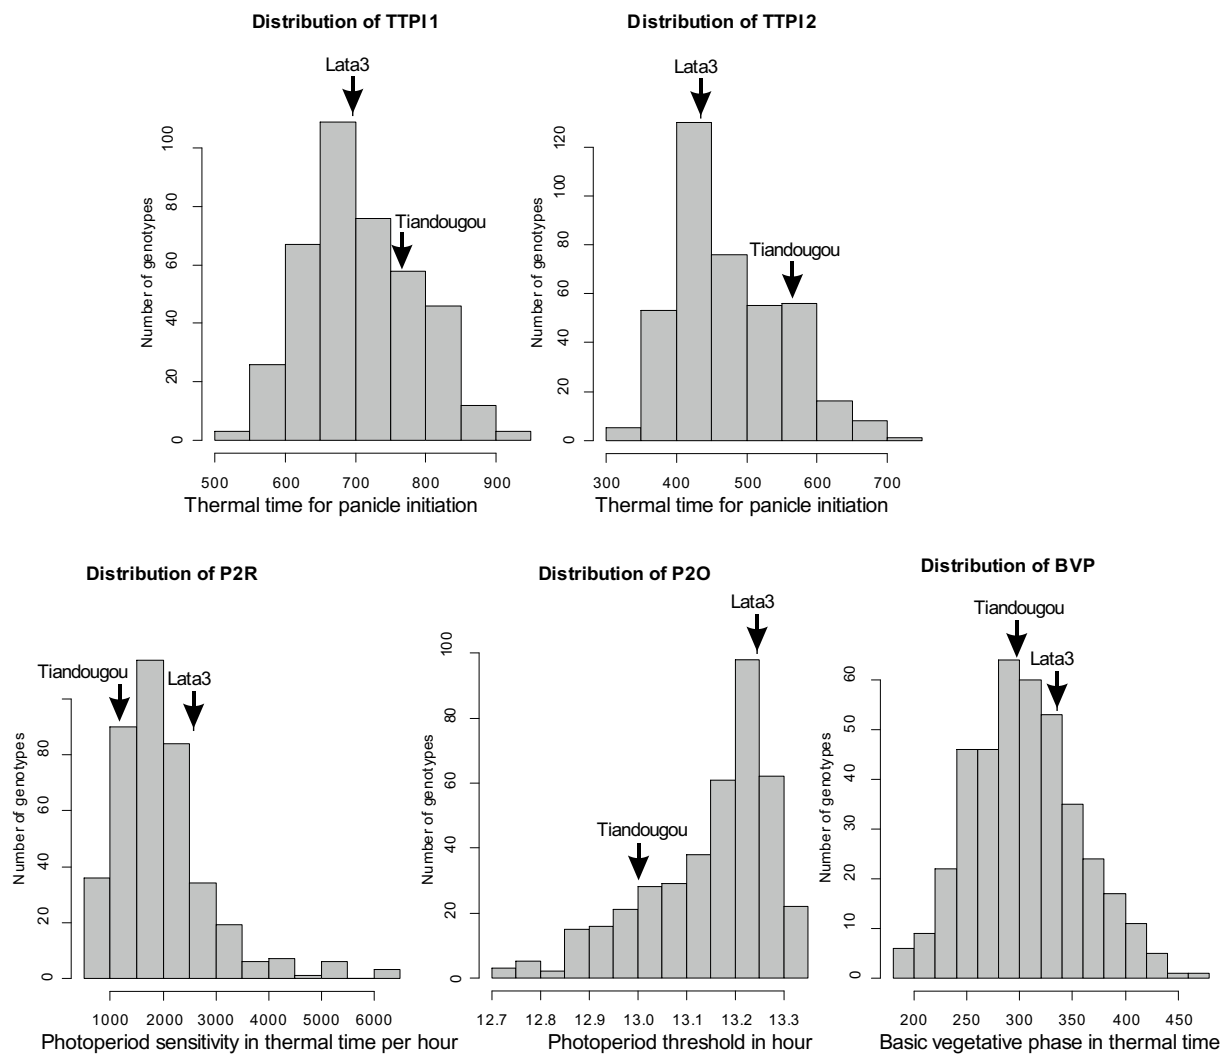 Distribution of TTPI1
Lata3
Tiandougou
Number of genotypes
0 20 40 60 80 100
500 600 700 800 900
Thermal time for panicle initiation
Distribution of TTPI2
Lata3
Tiandougou
Number of genotypes
0 20 40 60 80 100 120
300 400 500 600 700
Thermal time for panicle initiation
Distribution of P2R
Tiandougou
Lata3
Number of genotypes
0 20 40 60 80
1000 2000 3000 4000 5000 6000
Photoperiod sensitivity in thermal time per hour
Distribution of P2O
Lata3
Tiandougou
Number of genotypes
0 20 40 60 80 100
12.7 12.8 12.9 13.0 13.1 13.2 13.3
Photoperiod threshold in hour
Distribution of BVP
Tiandougou
Lata3
Number of genotypes
0 10 20 30 40 50 60
200 250 300 350 400 450
Basic vegetative phase in thermal time